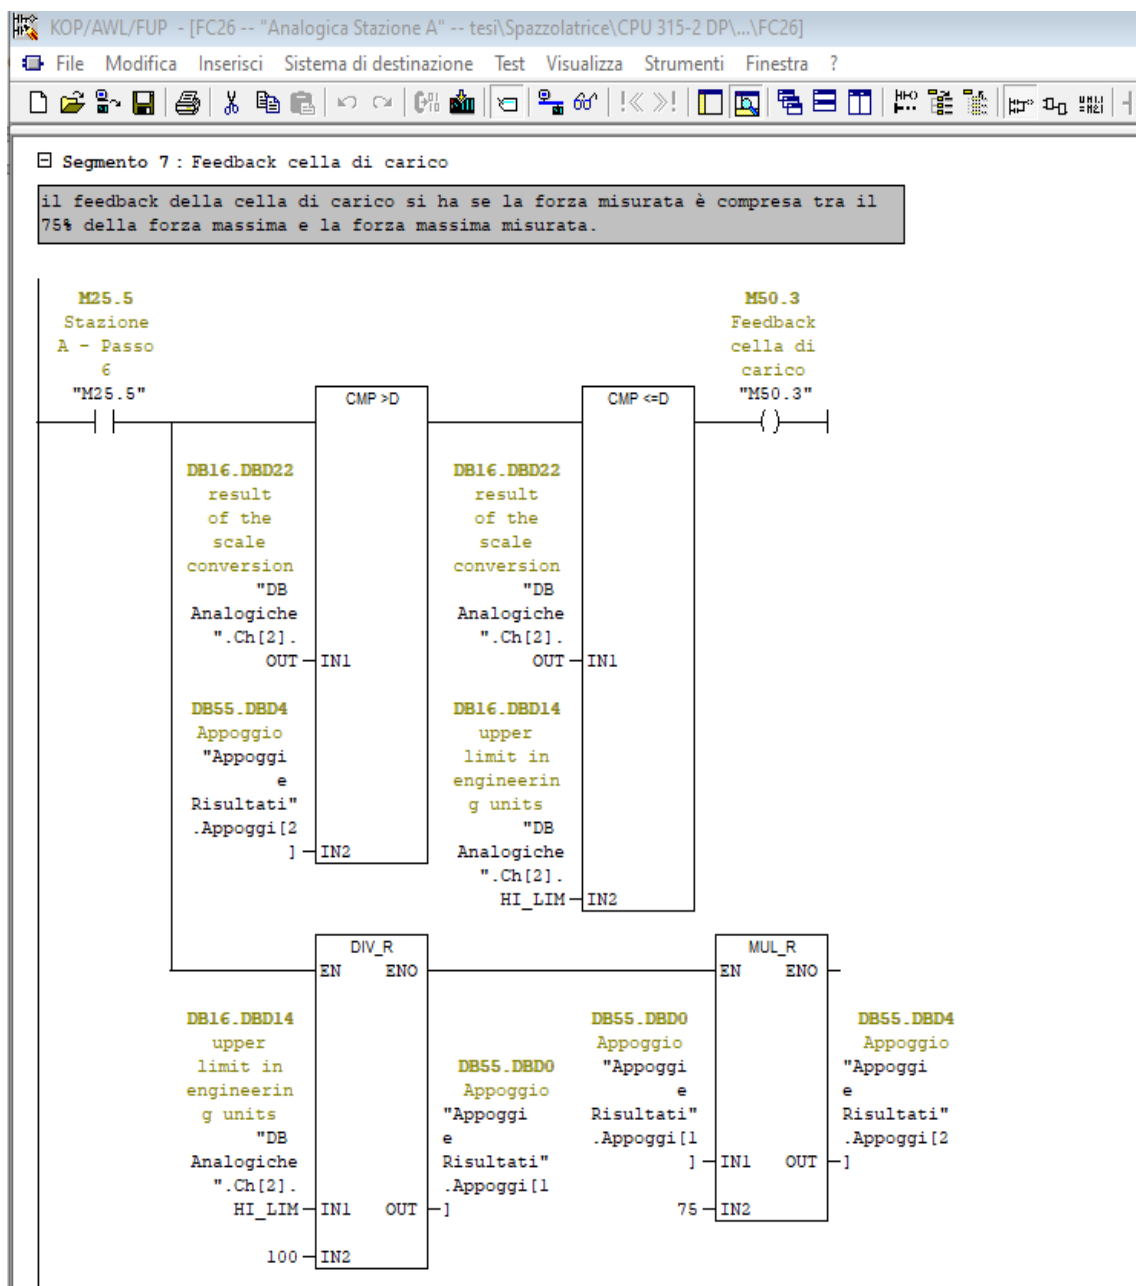 KOP/AWL/FUP - [FC26 -- "Analogica Stazione A" -- tesi\Spazzolatrice\CPU 315-2 DP\...\FC26]
File Modifica Inserisci Sistema di destinazione Test Visualizza Strumenti Finestra ?
Segmento 7 : Feedback cella di carico
il feedback della cella di carico si ha se la forza misurata è compresa tra il
75% della forza massima e la forza massima misurata.
M25.5
Stazione
A - Passo
6
"M25.5"
CMP >D
DB16.DBD22
result
of the
scale
conversion
"DB
Analogiche
".Ch[2].
OUT
IN1
DB55.DBD4
Appoggio
"Appoggi
e
Risultati"
.Appoggi[2
]
IN2
CMP <=D
DB16.DBD22
result
of the
scale
conversion
"DB
Analogiche
".Ch[2].
OUT
IN1
DB16.DBD14
upper
limit in
engineerin
g units
"DB
Analogiche
".Ch[2].
HI_LIM
IN2
M50.3
Feedback
cella di
carico
"M50.3"
( )
DIV_R
EN ENO
DB16.DBD14
upper
limit in
engineerin
g units
"DB
Analogiche
".Ch[2].
HI_LIM
IN1 OUT
100
IN2
DB55.DBD0
Appoggio
"Appoggi
e
Risultati"
.Appoggi[1
]
MUL_R
EN ENO
DB55.DBD0
Appoggio
"Appoggi
e
Risultati"
.Appoggi[1
]
IN1 OUT
75
IN2
DB55.DBD4
Appoggio
"Appoggi
e
Risultati"
.Appoggi[2
]